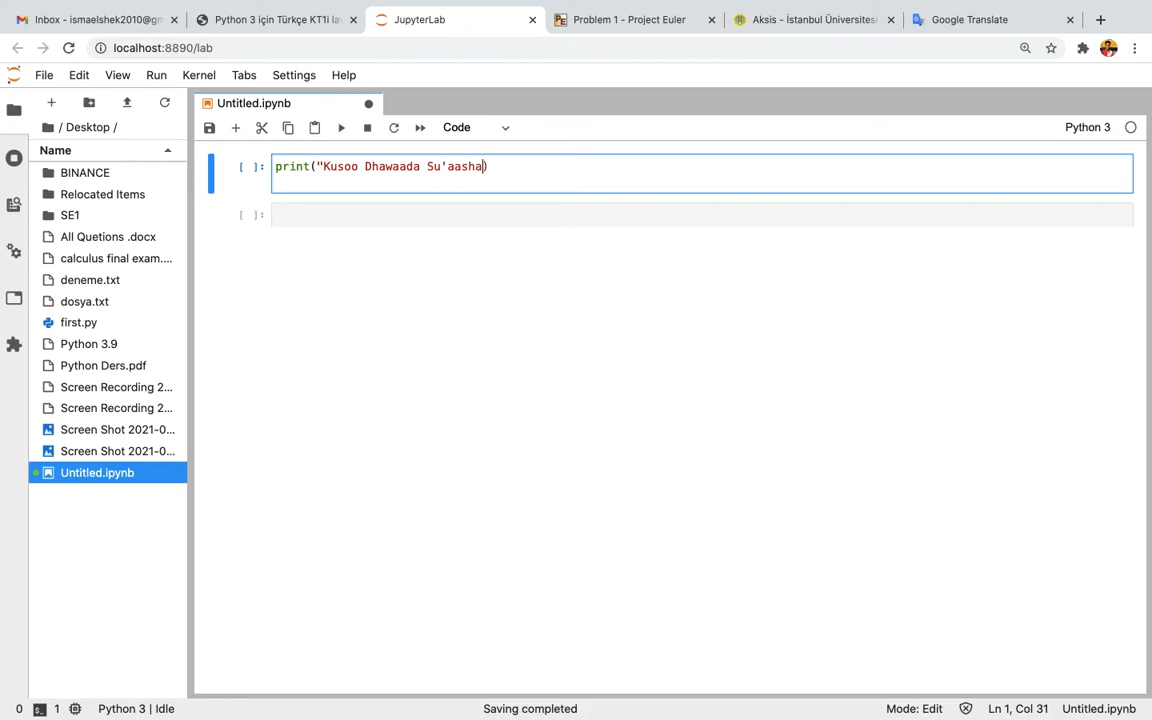 Inbox - ismaelshek2010@gm
Python 3 için Türkçe KT1i lav
JupyterLab
Problem 1 - Project Euler
Aksis - İstanbul Üniversitesi
Google Translate
localhost:8890/lab
File Edit View Run Kernel Tabs Settings Help
Untitled.ipynb
/ Desktop /
Code
Python 3
Name
BINANCE
Relocated Items
SE1
All Quetions .docx
calculus final exam....
deneme.txt
dosya.txt
first.py
Python 3.9
Python Ders.pdf
Screen Recording 2...
Screen Recording 2...
Screen Shot 2021-0...
Screen Shot 2021-0...
Untitled.ipynb
[ ]: print("Kusoo Dhawaada Su'aasha)
[ ]:
0 1 Python 3 | Idle Saving completed Mode: Edit Ln 1, Col 31 Untitled.ipynb